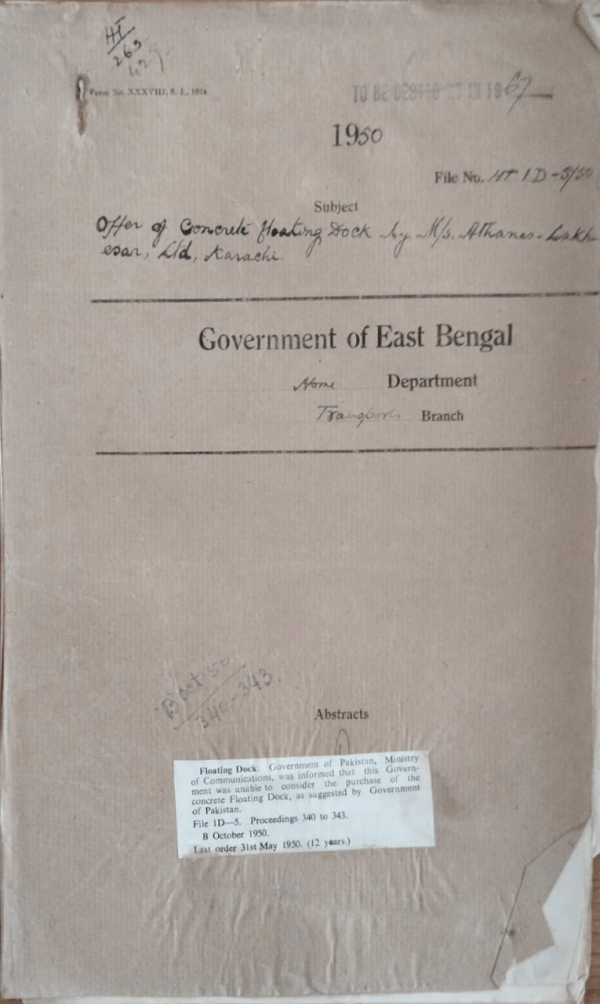 HT
263
Form No. XXXVIII, S. I., 1924
TO BE DESTROYED IN 1967
1950
File No. HT 1D-5/50
Subject
Offer of Concrete floating Dock by M/s. Athanas-Lakh-
esar, Ltd, Karachi.
Government of East Bengal
Home Department
Transport Branch
B Oct. 50
340-343.
Abstracts
Floating Dock. Government of Pakistan, Ministry
of Communications, was informed that this Govern-
ment was unable to consider the purchase of the
concrete Floating Dock, as suggested by Government
of Pakistan.
File 1D—5. Proceedings 340 to 343.
B October 1950.
Last order 31st May 1950. (12 years.)